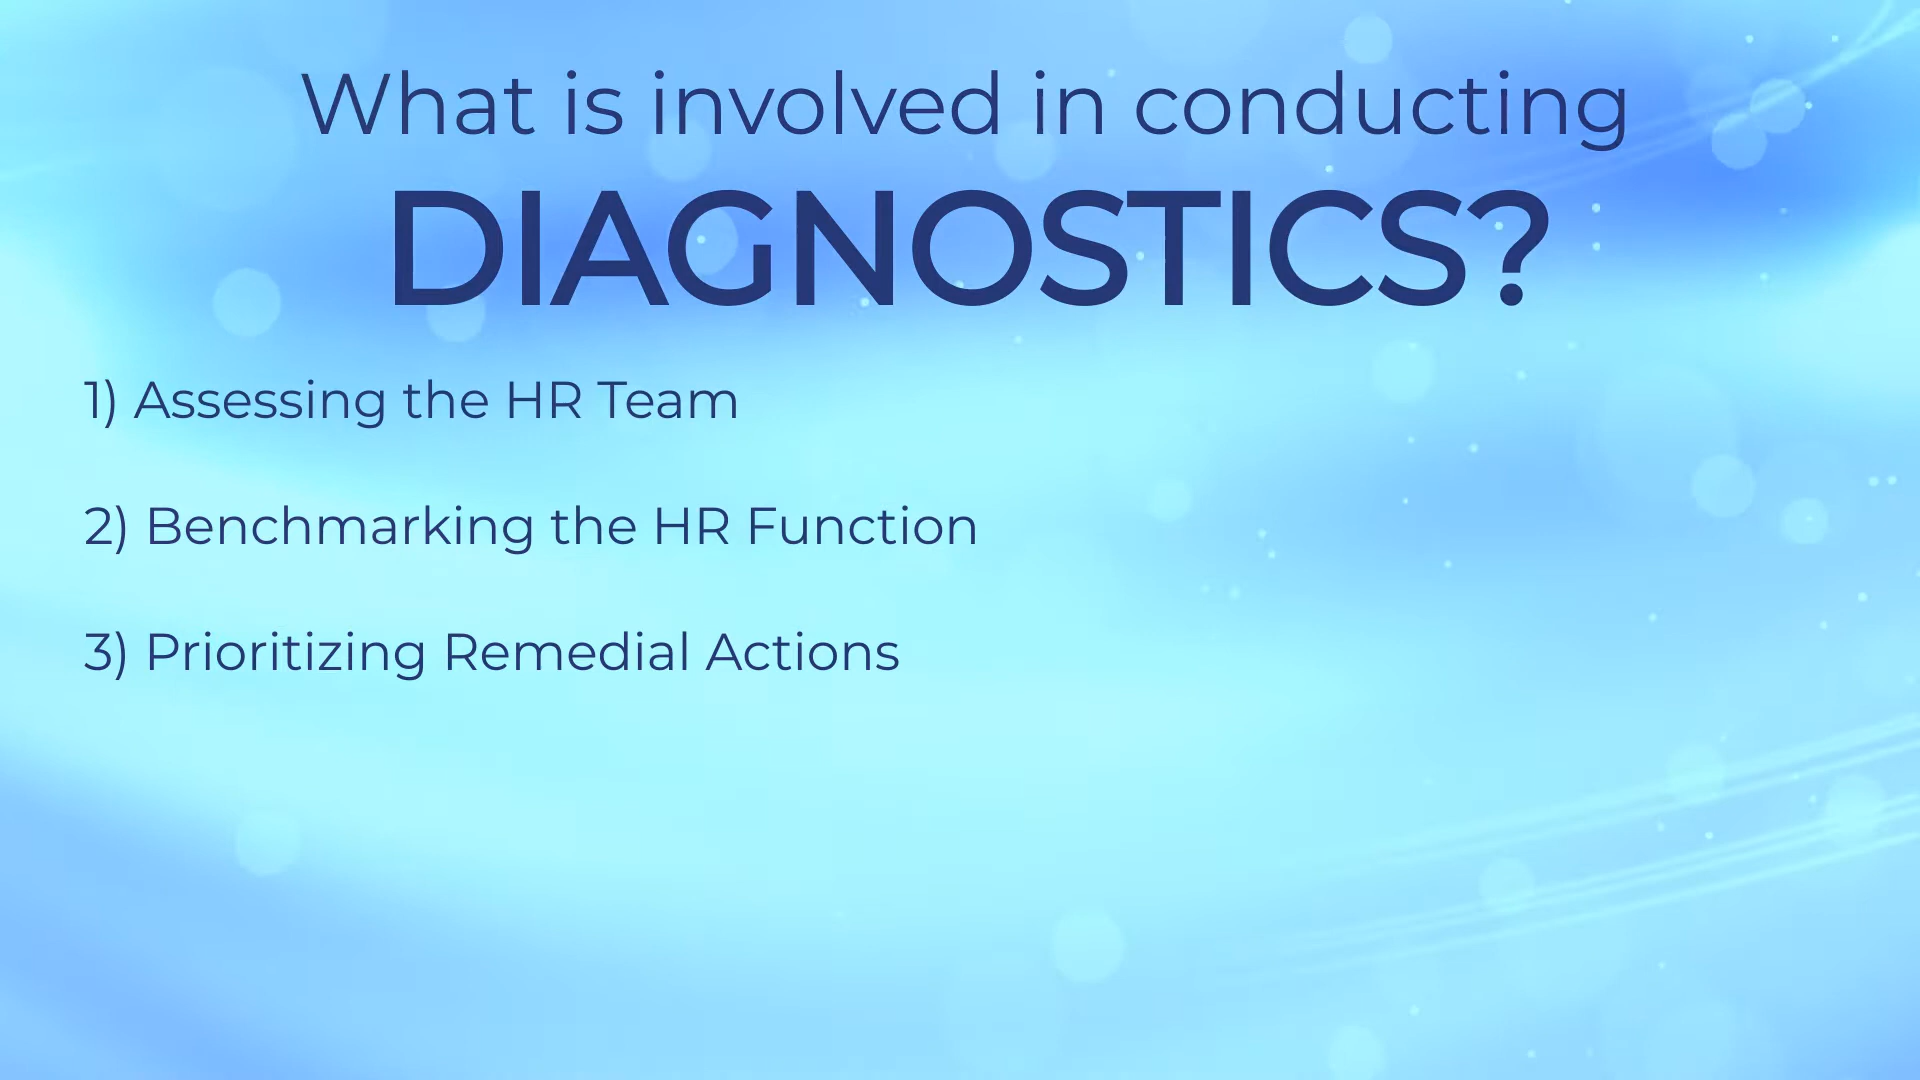 What is involved in conducting
DIAGNOSTICS?
1) Assessing the HR Team
2) Benchmarking the HR Function
3) Prioritizing Remedial Actions